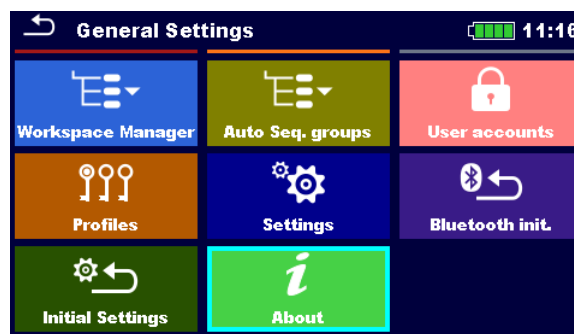 General Settings
11:16
Workspace Manager
Auto Seq. groups
User accounts
Profiles
Settings
Bluetooth init.
Initial Settings
About